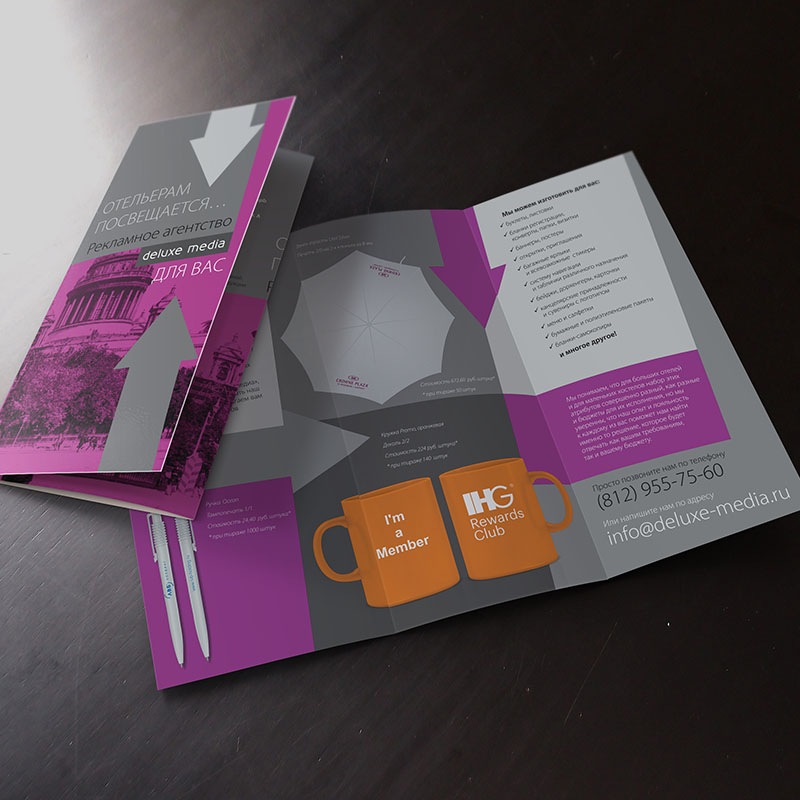 ОТЕЛЬЕРАМ
ПОСВЕЩАЕТСЯ...
Рекламное агентство
deluxe media
ДЛЯ ВАС
CROWNE PLAZA
Стоимость 610,60 руб. штука*
* при тираже 50 штук
Кружка Promo, оранжевая
Деколь 2/2
Стоимость 224 руб. штука*
* при тираже 140 штук
Ручка Ocean
Тампопечать 1/1
Стоимость 24,40 руб. штука*
* при тираже 1000 штук
I'm
a
Member
IHG
Rewards
Club
Мы можем изготовить для вас:
✓ буклеты, листовки
✓ бланки регистрации,
конверты, папки, визитки
✓ баннеры, постеры
✓ открытки, приглашения
✓ багажные ярлыки
и всевозможные стикеры
✓ систему навигации
и таблички различного назначения
✓ бейджи, дорхенгеры, карточки
✓ канцелярские принадлежности
и сувениры с логотипом
✓ меню и салфетки
✓ бумажные и полиэтиленовые пакеты
✓ бланки-самокопиры
и многое другое!
Мы понимаем, что для больших отелей
и для маленьких хостелов набор этих
атрибутов совершенно разный, как разные
и бюджеты для их исполнения, но мы
уверены, что наш опыт и лояльность
к каждому из вас поможет нам найти
именно то решение, которое будет
отвечать как вашим требованиям,
так и вашему бюджету.
Просто позвоните нам по телефону
(812) 955-75-60
Или напишите нам по адресу
info@deluxe-media.ru